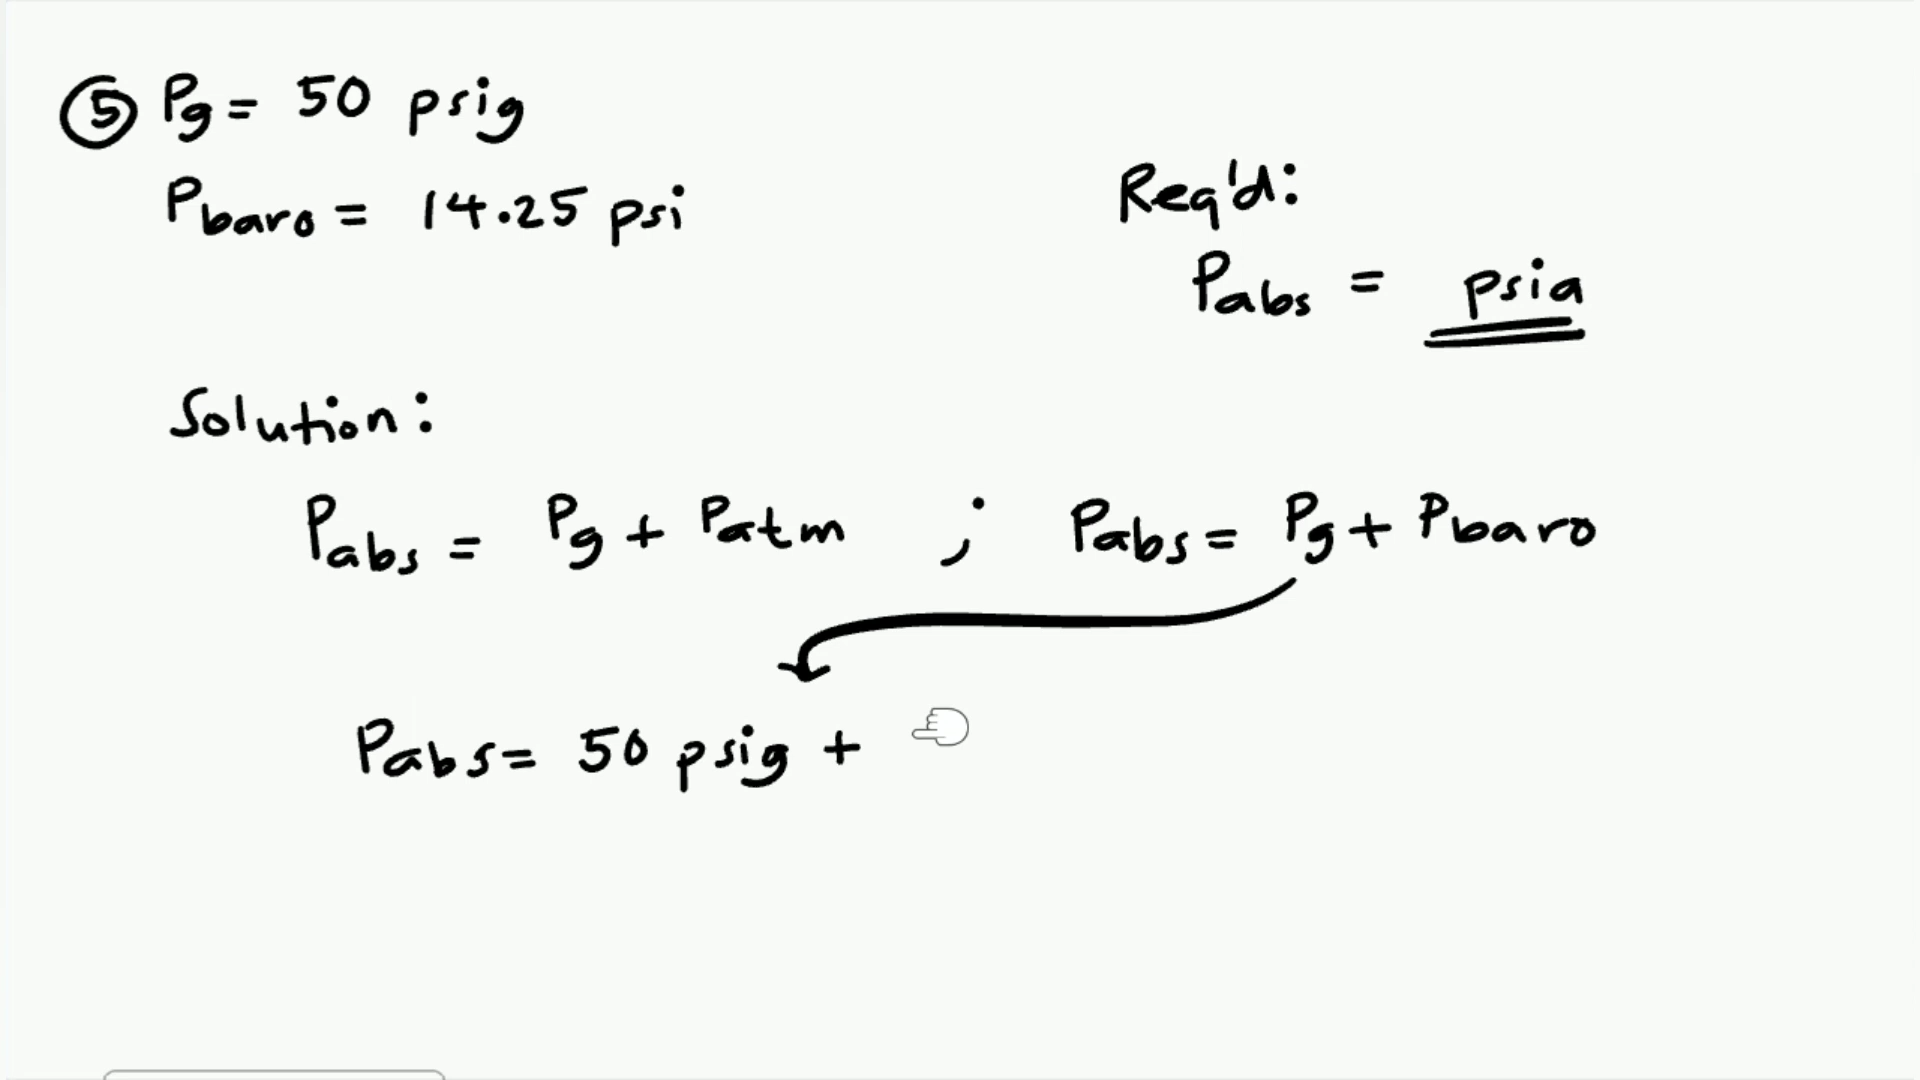 ⑤ Pg = 50 psig
Pbaro = 14.25 psi
Req'd:
Pabs = psia
Solution:
Pabs = Pg + Patm ; Pabs = Pg + Pbaro
Pabs = 50 psig +